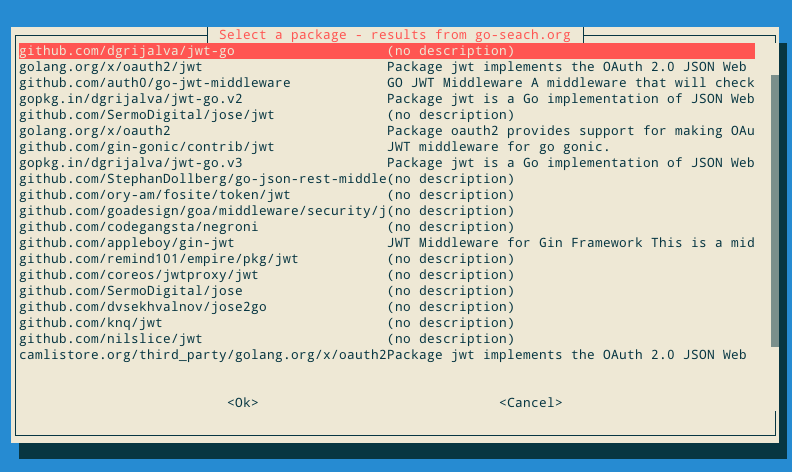 Select a package - results from go-seach.org
github.com/dgrijalva/jwt-go (no description)
golang.org/x/oauth2/jwt Package jwt implements the OAuth 2.0 JSON Web
github.com/auth0/go-jwt-middleware GO JWT Middleware A middleware that will check
gopkg.in/dgrijalva/jwt-go.v2 Package jwt is a Go implementation of JSON Web
github.com/SermoDigital/jose/jwt (no description)
golang.org/x/oauth2 Package oauth2 provides support for making OAu
github.com/gin-gonic/contrib/jwt JWT middleware for go gonic.
gopkg.in/dgrijalva/jwt-go.v3 Package jwt is a Go implementation of JSON Web
github.com/StephanDollberg/go-json-rest-middle(no description)
github.com/ory-am/fosite/token/jwt (no description)
github.com/goadesign/goa/middleware/security/j(no description)
github.com/codegangsta/negroni (no description)
github.com/appleboy/gin-jwt JWT Middleware for Gin Framework This is a mid
github.com/remind101/empire/pkg/jwt (no description)
github.com/coreos/jwtproxy/jwt (no description)
github.com/SermoDigital/jose (no description)
github.com/dvsekhvalnov/jose2go (no description)
github.com/knq/jwt (no description)
github.com/nilslice/jwt (no description)
camlistore.org/third_party/golang.org/x/oauth2Package jwt implements the OAuth 2.0 JSON Web
<Ok> <Cancel>